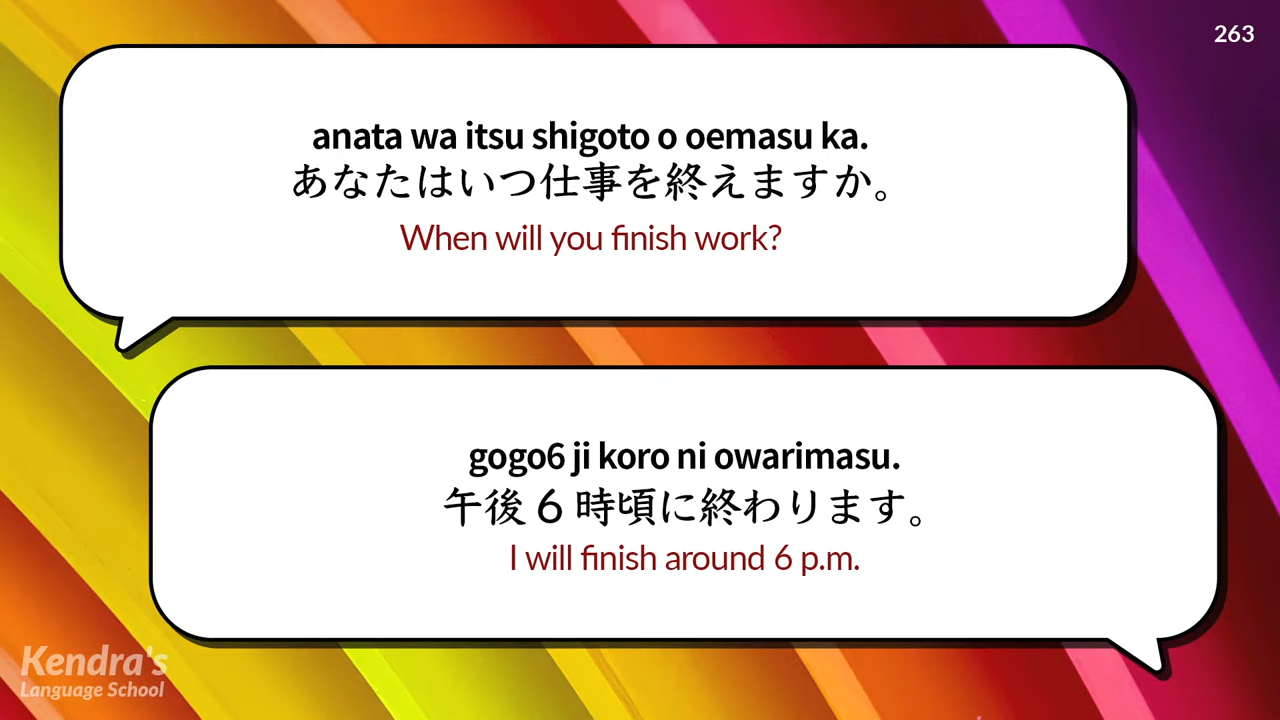 263
anata wa itsu shigoto o oemasu ka.
あなたはいつ仕事を終えますか。
When will you finish work?
gogo6 ji koro ni owarimasu.
午後６時頃に終わります。
I will finish around 6 p.m.
Kendra's
Language School